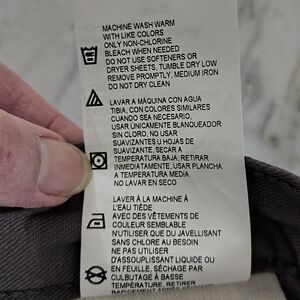 MACHINE WASH WARM
WITH LIKE COLORS
ONLY NON-CHLORINE
BLEACH WHEN NEEDED
DO NOT USE SOFTENERS OR
DRYER SHEETS, TUMBLE DRY LOW
REMOVE PROMPTLY, MEDIUM IRON
DO NOT DRY CLEAN
LAVAR A MÁQUINA CON AGUA
TIBIA, CON COLORES SIMILARES
CUANDO SEA NECESARIO,
USAR ÚNICAMENTE BLANQUEADOR
SIN CLORO, NO USAR
SUAVIZANTES U HOJAS DE
SUAVIZANTE, SECAR A
TEMPERATURA BAJA, RETIRAR
INMEDIATAMENTE, USAR PLANCHA
A TEMPERATURA MEDIA
NO LAVAR EN SECO
LAVER À LA MACHINE À
L'EAU TIÈDE
AVEC DES VÊTEMENTS DE
COULEUR SEMBLABLE
N'UTILISER QUE DU JAVELLISANT
SANS CHLORE AU BESOIN
NE PAS UTILISER
D'ASSOUPLISSANT LIQUIDE OU
EN FEUILLE, SÉCHAGE PAR
CULBUTAGE À BASSE
TEMPÉRATURE, RETIRER
RAPIDEMENT APRÈS